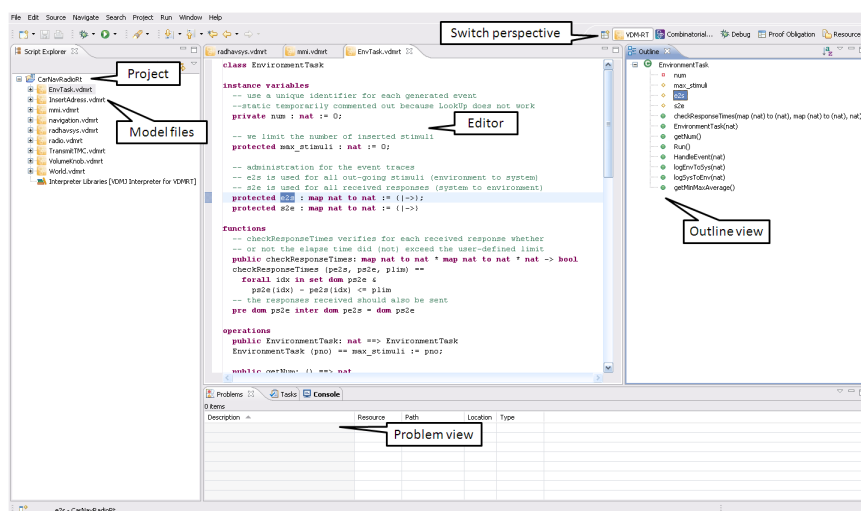 File Edit Source Navigate Search Project Run Window Help
Switch perspective
VDM-RT Combinatorial... Debug Proof Obligation Resource
Script Explorer
radhavsys.vdmrt mmi.vdmrt EnvTask.vdmrt
Outline
Project
CarNavRadioRt
EnvTask.vdmrt
InsertAdress.vdmrt
mmi.vdmrt
navigation.vdmrt
radhavsys.vdmrt
radio.vdmrt
TransmitTMC.vdmrt
VolumeKnob.vdmrt
World.vdmrt
Interpreter Libraries [VDMJ Interpreter for VDMRT]
Model files
class EnvironmentTask
instance variables
-- use a unique identifier for each generated event
--static temporarily commented out because LookUp does not work
private num : nat := 0;
-- we limit the number of inserted stimuli
protected max_stimuli : nat := 0;
-- administration for the event traces
-- e2s is used for all out-going stimuli (environment to system)
-- s2e is used for all received responses (system to environment)
protected e2s : map nat to nat := {|->};
protected s2e : map nat to nat := {|->}
functions
-- checkResponseTimes verifies for each received response whether
-- or not the elapse time did (not) exceed the user-defined limit
public checkResponseTimes: map nat to nat * map nat to nat * nat -> bool
checkResponseTimes (pe2s, ps2e, plim) ==
forall idx in set dom ps2e &
ps2e(idx) - pe2s(idx) <= plim
-- the responses received should also be sent
pre dom ps2e inter dom pe2s = dom ps2e
operations
public EnvironmentTask: nat ==> EnvironmentTask
EnvironmentTask (pno) == max_stimuli := pno;
public getNum: () ==> nat
Editor
EnvironmentTask
num
max_stimuli
e2s
s2e
checkResponseTimes(map (nat) to (nat), map (nat) to (nat), nat)
EnvironmentTask(nat)
getNum()
Run()
HandleEvent(nat)
logEnvToSys(nat)
logSysToEnv(nat)
getMinMaxAverage()
Outline view
Problems Tasks Console
0 items
Description Resource Path Location Type
Problem view
e2s - CarNavRadioRt